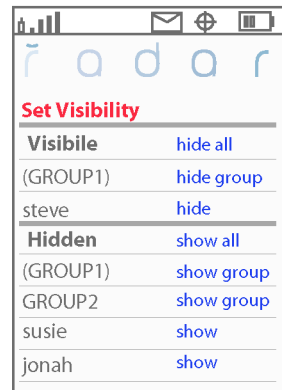 řadar
Set Visibility
Visibile hide all
(GROUP1) hide group
steve hide
Hidden show all
(GROUP1) show group
GROUP2 show group
susie show
jonah show